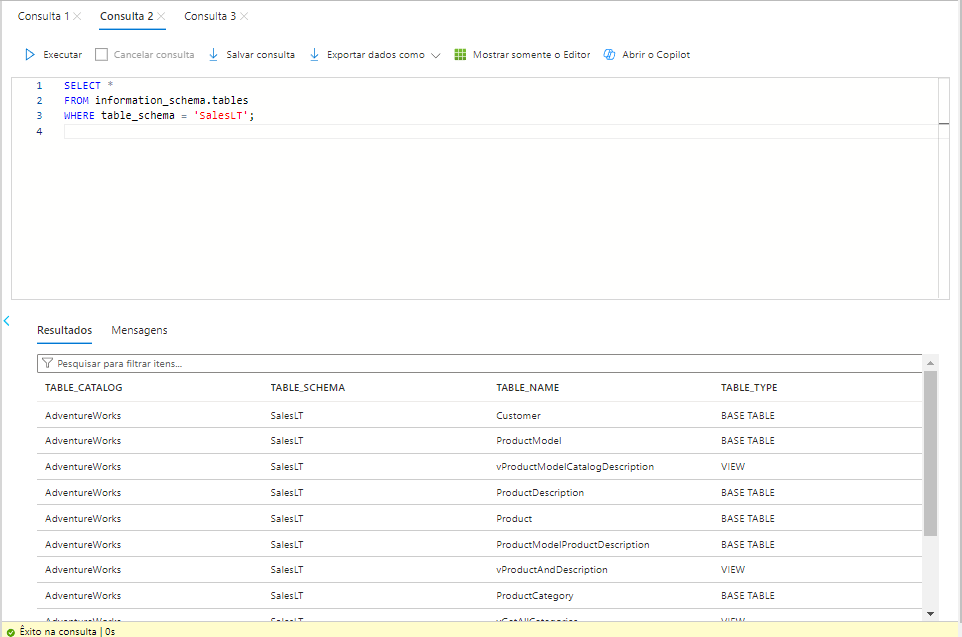 Consulta 1 Consulta 2 Consulta 3
Executar Cancelar consulta Salvar consulta Exportar dados como Mostrar somente o Editor Abrir o Copilot
1 SELECT *
2 FROM information_schema.tables
3 WHERE table_schema = 'SalesLT';
4
Resultados Mensagens
Pesquisar para filtrar itens...
TABLE_CATALOG TABLE_SCHEMA TABLE_NAME TABLE_TYPE
AdventureWorks SalesLT Customer BASE TABLE
AdventureWorks SalesLT ProductModel BASE TABLE
AdventureWorks SalesLT vProductModelCatalogDescription VIEW
AdventureWorks SalesLT ProductDescription BASE TABLE
AdventureWorks SalesLT Product BASE TABLE
AdventureWorks SalesLT ProductModelProductDescription BASE TABLE
AdventureWorks SalesLT vProductAndDescription VIEW
AdventureWorks SalesLT ProductCategory BASE TABLE
AdventureWorks SalesLT vGetAllCategories VIEW
Êxito na consulta | 0s